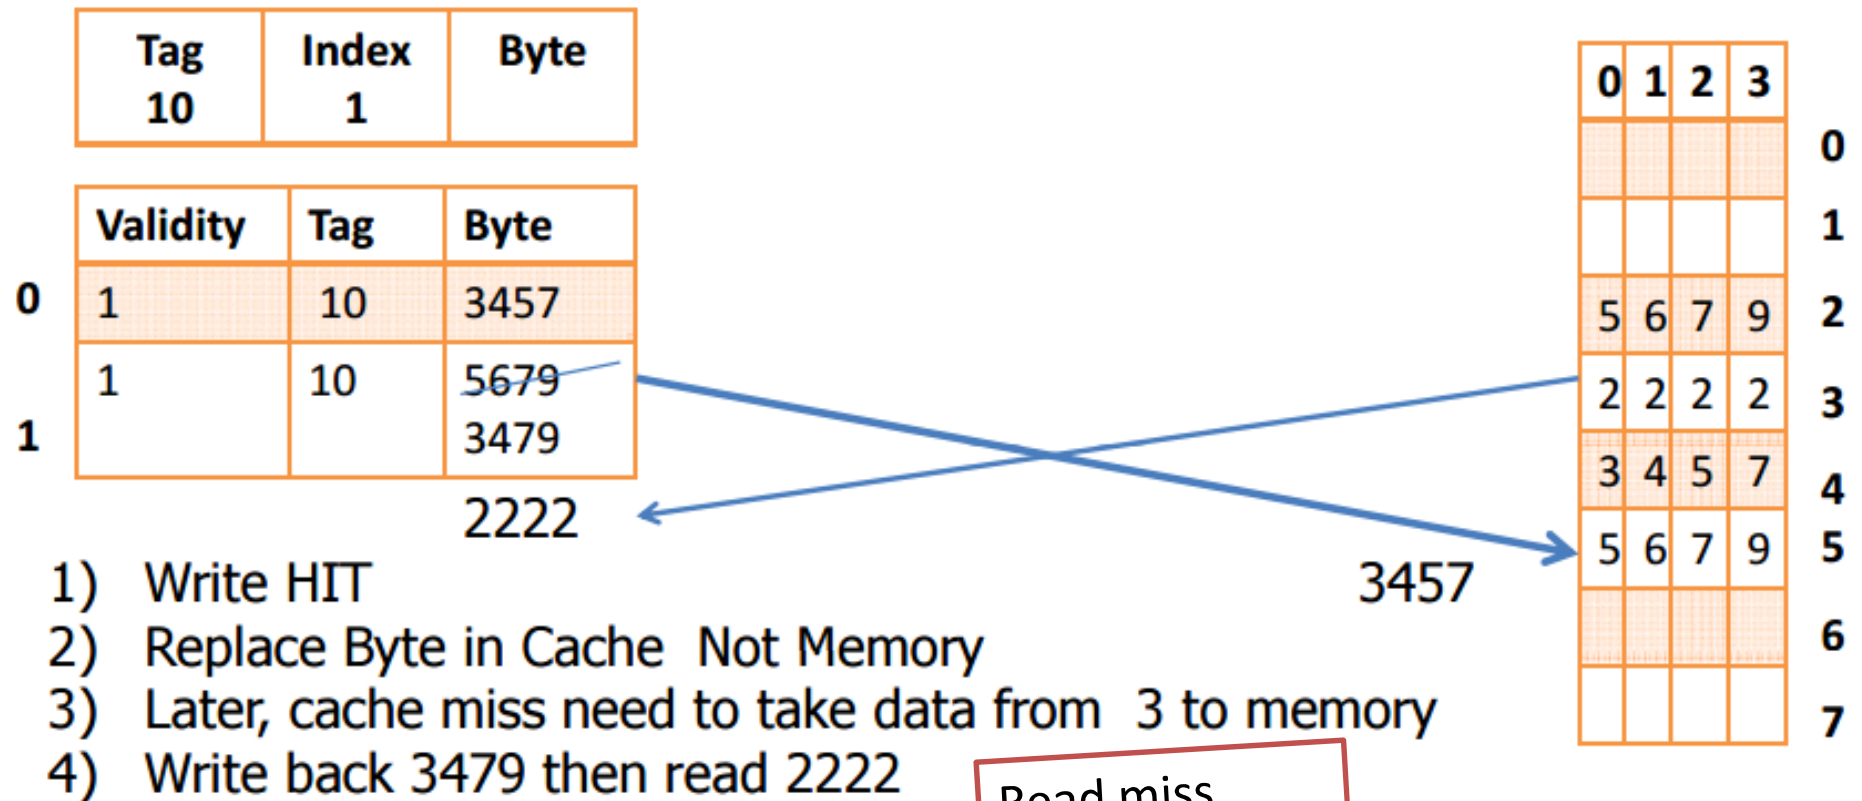 Tag Index Byte
10 1
Validity Tag Byte
0 1 10 3457
1 10 5679
1 3479
2222
0 1 2 3
0
1
5 6 7 9 2
2 2 2 2 3
3 4 5 7 4
5 6 7 9 5
6
7
3457
1) Write HIT
2) Replace Byte in Cache Not Memory
3) Later, cache miss need to take data from 3 to memory
4) Write back 3479 then read 2222
Read miss